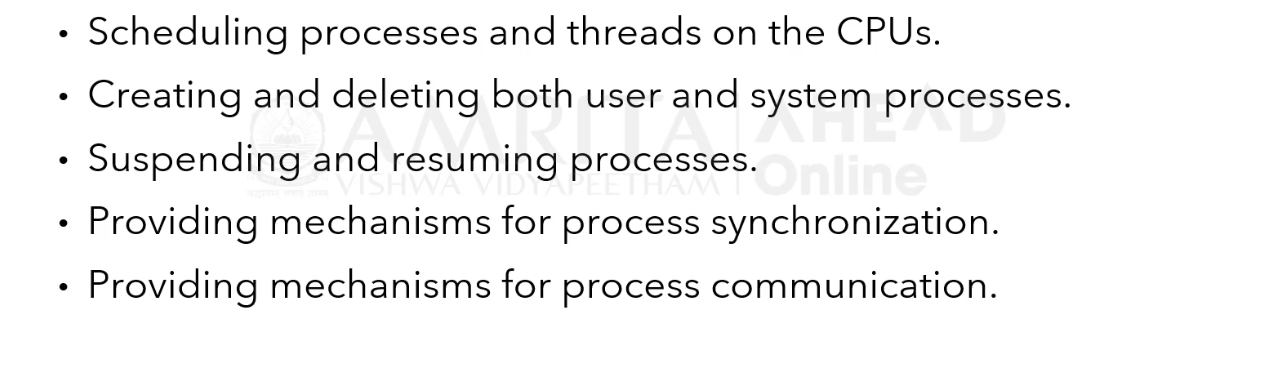 • Scheduling processes and threads on the CPUs.
• Creating and deleting both user and system processes.
AMRITA AHEAD
• Suspending and resuming processes.
VISHWA VIDYAPEETHAM Online
• Providing mechanisms for process synchronization.
• Providing mechanisms for process communication.